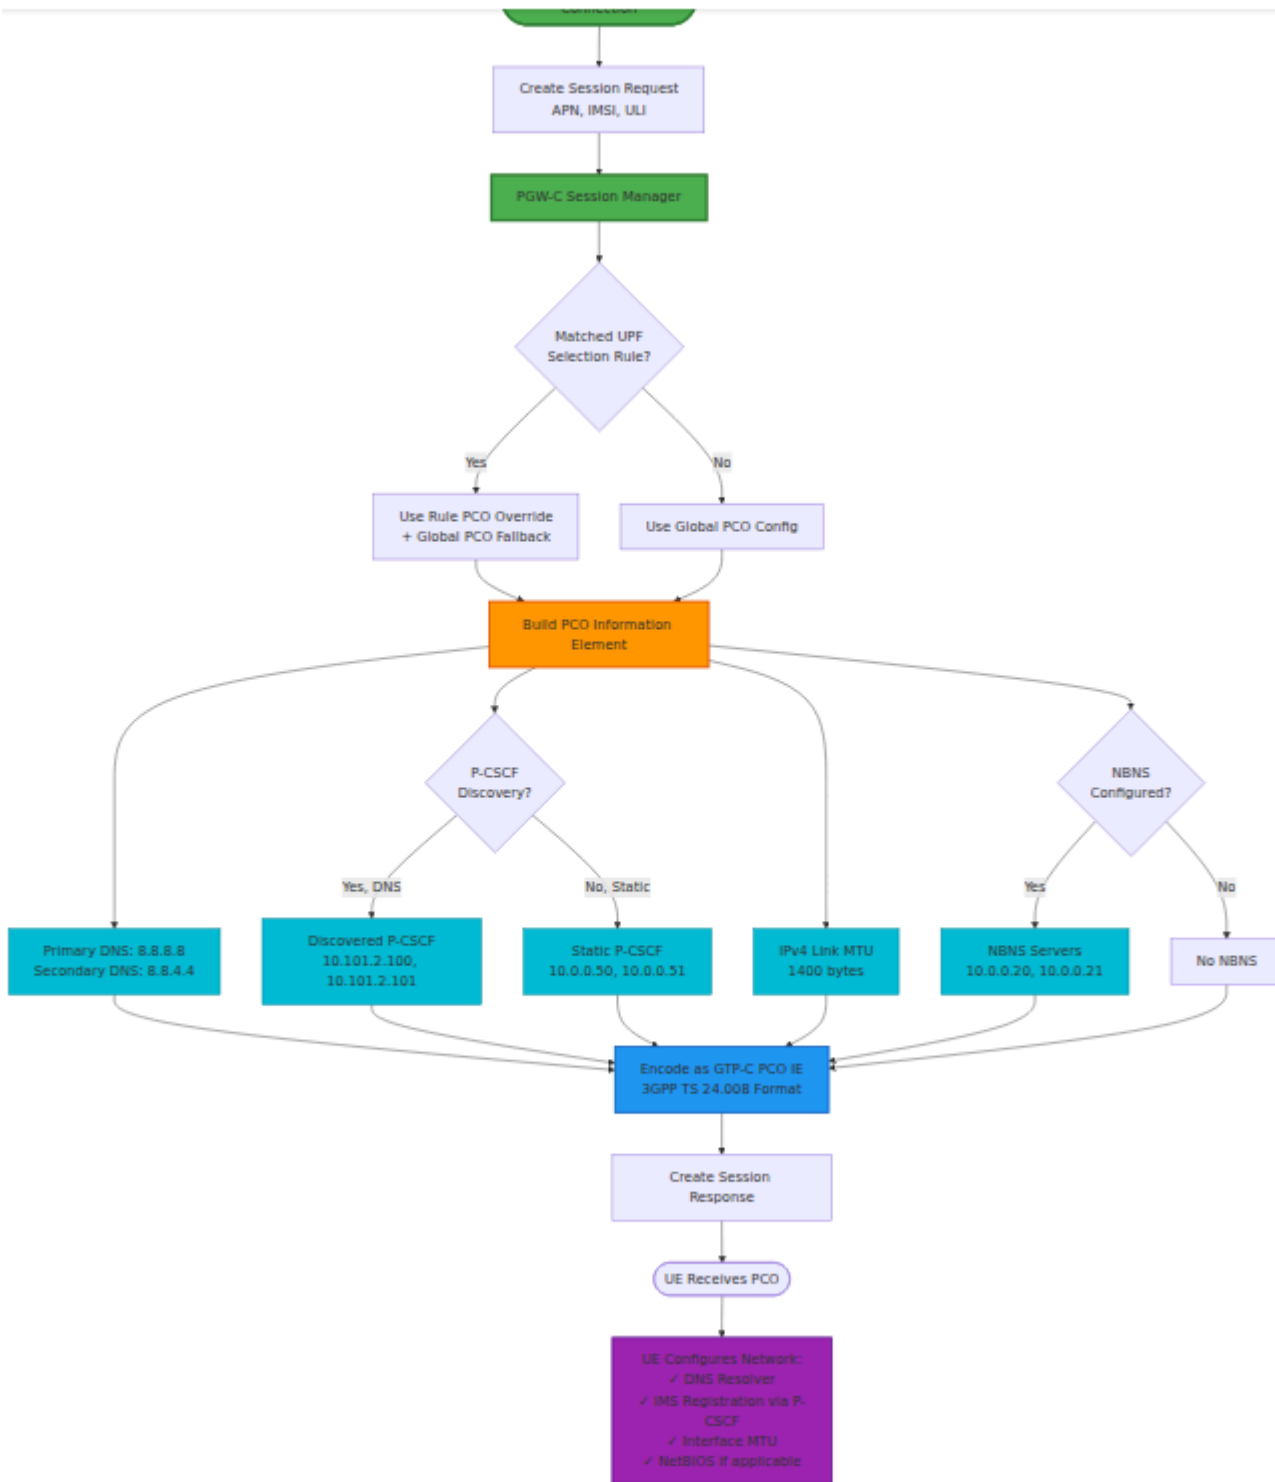 Connection
Create Session Request
APN, IMSI, ULI
PGW-C Session Manager
Matched UPF
Selection Rule?
Yes
No
Use Rule PCO Override
+ Global PCO Fallback
Use Global PCO Config
Build PCO Information
Element
P-CSCF
Discovery?
NBNS
Configured?
Yes, DNS
No, Static
Yes
No
Primary DNS: 8.8.8.8
Secondary DNS: 8.8.4.4
Discovered P-CSCF
10.101.2.100,
10.101.2.101
Static P-CSCF
10.0.0.50, 10.0.0.51
IPv4 Link MTU
1400 bytes
NBNS Servers
10.0.0.20, 10.0.0.21
No NBNS
Encode as GTP-C PCO IE
3GPP TS 24.008 Format
Create Session
Response
UE Receives PCO
UE Configures Network:
✓ DNS Resolver
✓ IMS Registration via P-
CSCF
✓ Interface MTU
✓ NetBIOS if applicable